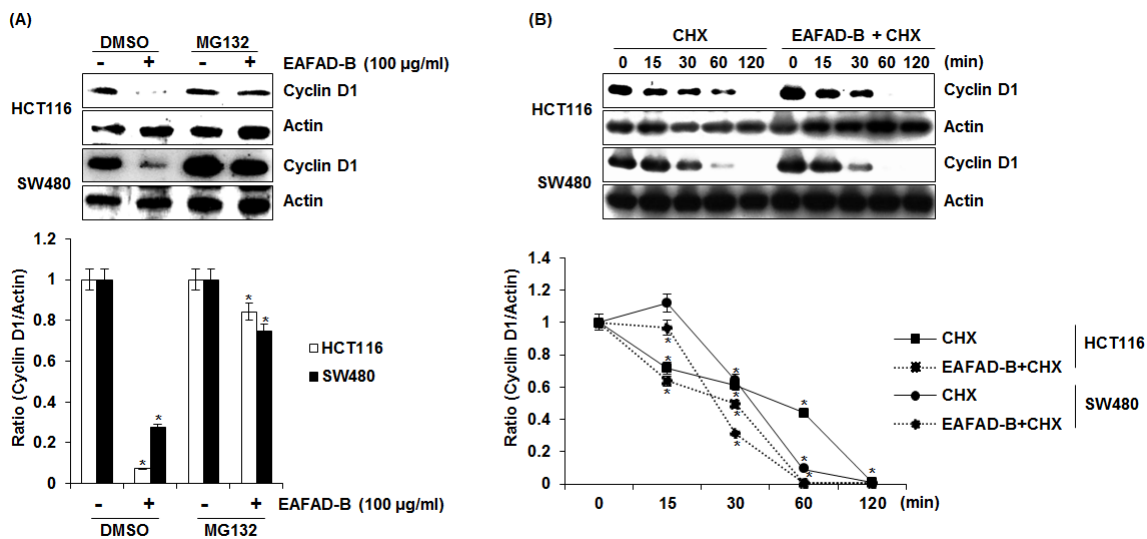 (A)
DMSO MG132
- + - + EAFAD-B (100 μg/ml)
HCT116
Cyclin D1
Actin
SW480
Cyclin D1
Actin
Ratio (Cyclin D1/Actin)
1.2
1
0.8
0.6
0.4
0.2
0
* * * *
HCT116
SW480
- + - + EAFAD-B (100 μg/ml)
DMSO MG132
(B)
CHX EAFAD-B + CHX
0 15 30 60 120 0 15 30 60 120 (min)
HCT116
Cyclin D1
Actin
SW480
Cyclin D1
Actin
Ratio (Cyclin D1/Actin)
1.4
1.2
1.0
0.8
0.6
0.4
0.2
0
* * * * * * * * * *
0 15 30 60 120 (min)
CHX
EAFAD-B+CHX
HCT116
CHX
EAFAD-B+CHX
SW480